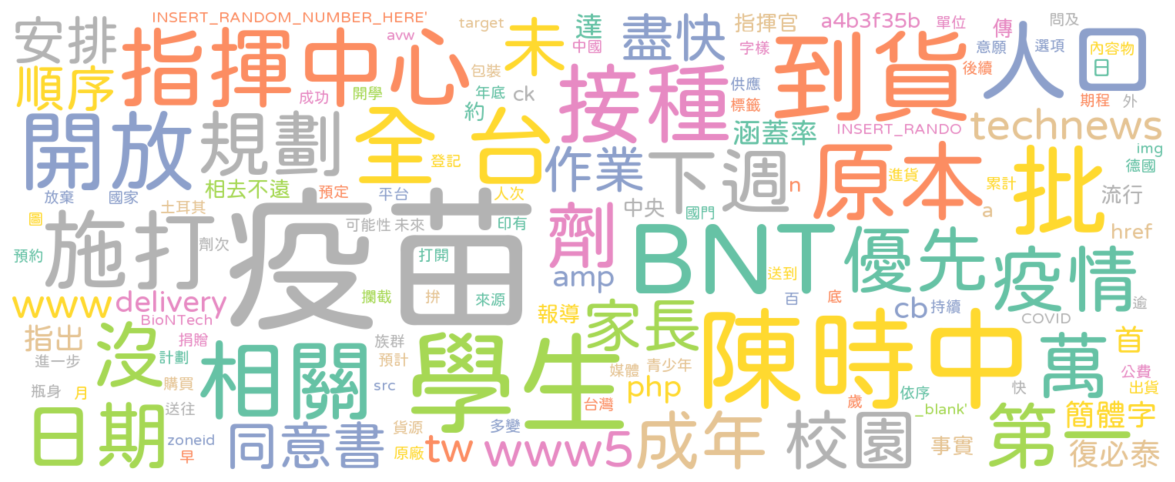 INSERT_RANDOM_NUMBER_HERE'
avw
target
中國
字樣
指揮官
a4b3f35b
單位
傳
意願
選項
問及
內容物
日
安排
指揮中心
未
達
盡快
到貨
人口
順序
成功
開學
包裝
年底
約
ck
接種
供應
標籤
後續
期程
外
開放
規劃
全台
登記
涵蓋率
INSERT_RANDO
technews
img
德國
放棄
國家
相去不遠
預定
平台
人次
作業
下週
n
原本
進貨
累計
a
批
流行
href
圖
土耳其
劑次
可能性
未來
印有
劑
中央
國門
預約
施打
疫苗
打開
攔截
拚
來源
amp
BNT
送到
優先
疫情
百
底
cb
持續
逾
COVID
www
delivery
BioNTech
捐贈
報導
家長
指出
進一步
計劃
沒
族群
預計
相關
學生
媒體
青少年
php
陳時中
依序
快
萬
首
公費
出貨
瓶身
月
購買
送往
src
台灣
歲
_blank'
簡體字
日期
zoneid
早
同意書
貨源
原廠
tw
多變
www5
成年
校園
事實
第一
復必泰